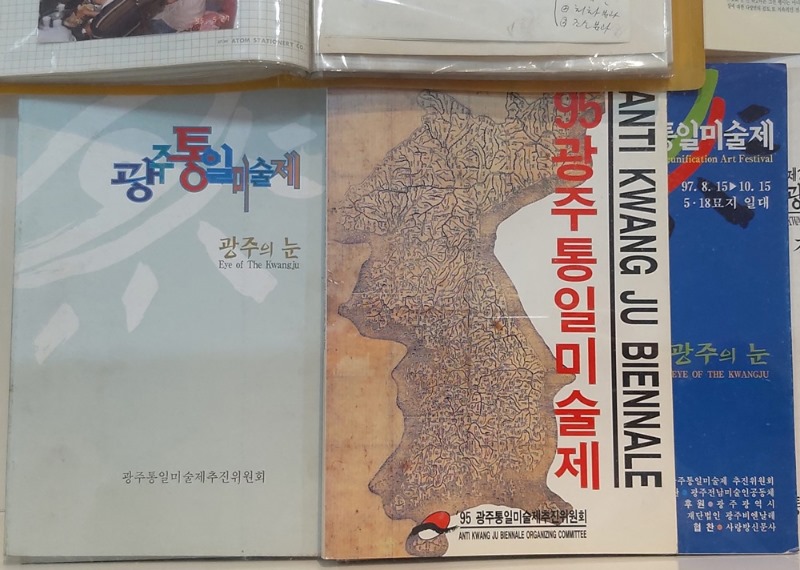 ATOM STATIONERY CO
광주통일미술제
광주의 눈
Eye of The Kwangju
광주통일미술제추진위원회
'95 광주통일미술제
ANTI KWANG JU BIENNALE
'95 광주통일미술제추진위원회
ANTI KWANG JU BIENNALE ORGANIZING COMMITTEE
통일미술제
unification Art Festival
97. 8. 15▶10. 15
5·18묘지 일대
광주의 눈
EYE OF THE KWANGJU
주통일미술제 추진위원회
광주전남미술인공동체
후 원 광 주 광 역 시
재단법인 광주비엔날레
협 찬 사랑방신문사